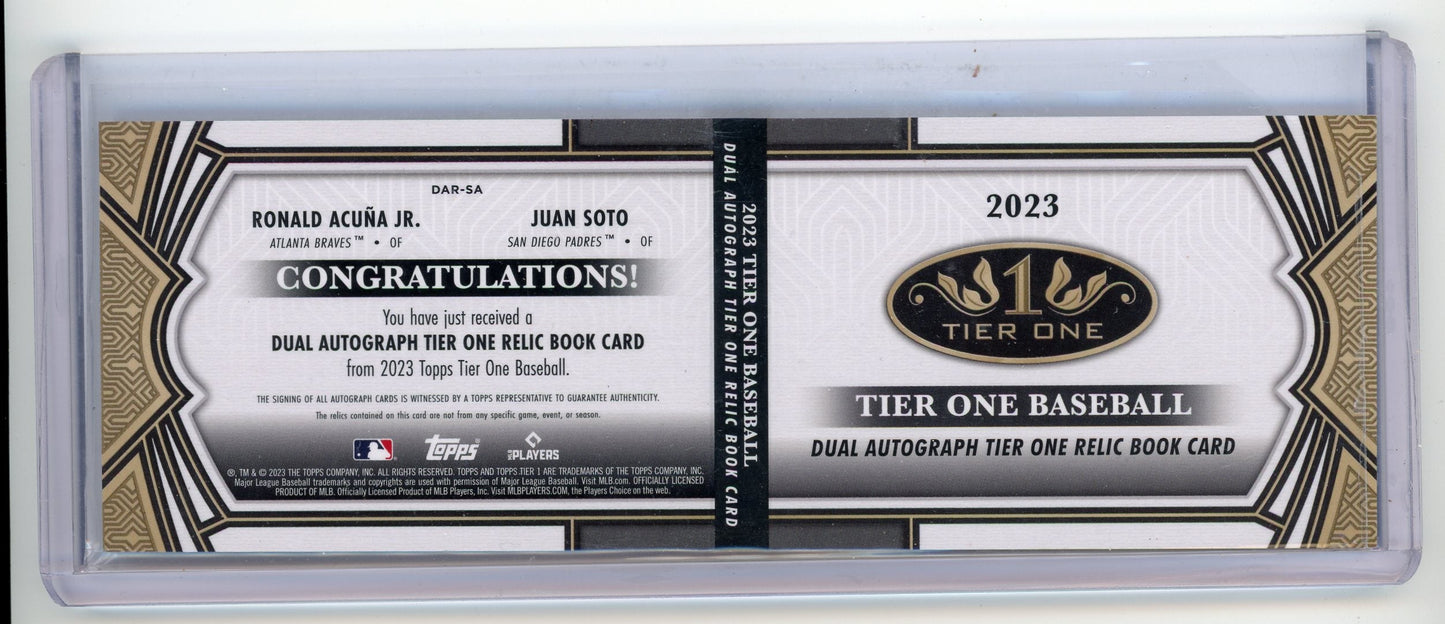 DAR-SA
RONALD ACUÑA JR.
ATLANTA BRAVES™ • OF
JUAN SOTO
SAN DIEGO PADRES™ • OF
CONGRATULATIONS!
You have just received a
DUAL AUTOGRAPH TIER ONE RELIC BOOK CARD
from 2023 Topps Tier One Baseball.
THE SIGNING OF ALL AUTOGRAPH CARDS IS WITNESSED BY A TOPPS REPRESENTATIVE TO GUARANTEE AUTHENTICITY.
The relics contained on this card are not from any specific game, event, or season.
topps®
MLB PLAYERS
®, TM & © 2023 THE TOPPS COMPANY, INC. ALL RIGHTS RESERVED. TOPPS AND TOPPS TIER 1 ARE TRADEMARKS OF THE TOPPS COMPANY, INC.
Major League Baseball trademarks and copyrights are used with permission of Major League Baseball. Visit MLB.com. OFFICIALLY LICENSED
PRODUCT OF MLB. Officially Licensed Product of MLB Players, Inc. Visit MLBPLAYERS.COM, the Players Choice on the web.
2023 TIER ONE BASEBALL
DUAL AUTOGRAPH TIER ONE RELIC BOOK CARD
2023
1
TIER ONE
TIER ONE BASEBALL
DUAL AUTOGRAPH TIER ONE RELIC BOOK CARD